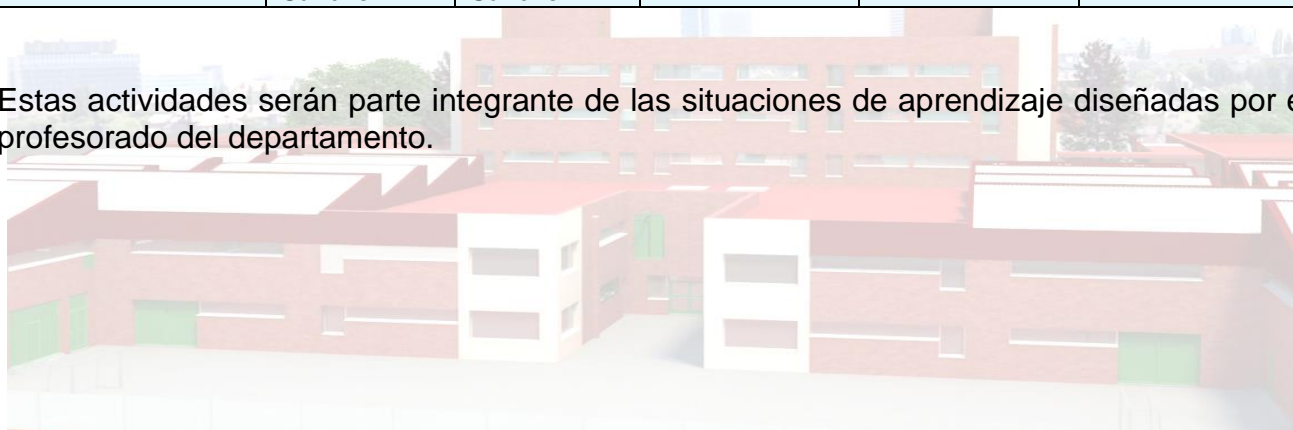 Estas actividades serán parte integrante de las situaciones de aprendizaje diseñadas por
profesorado del departamento.